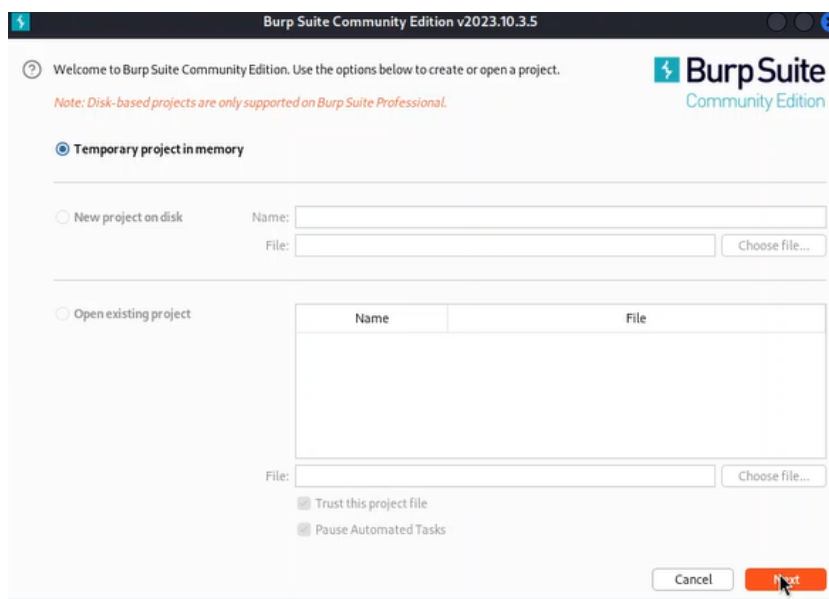 Burp Suite Community Edition v2023.10.3.5
Welcome to Burp Suite Community Edition. Use the options below to create or open a project.
Burp Suite
Community Edition
Note: Disk-based projects are only supported on Burp Suite Professional.
Temporary project in memory
New project on disk Name:
File: Choose file...
Open existing project Name File
File: Choose file...
Trust this project file
Pause Automated Tasks
Cancel Next